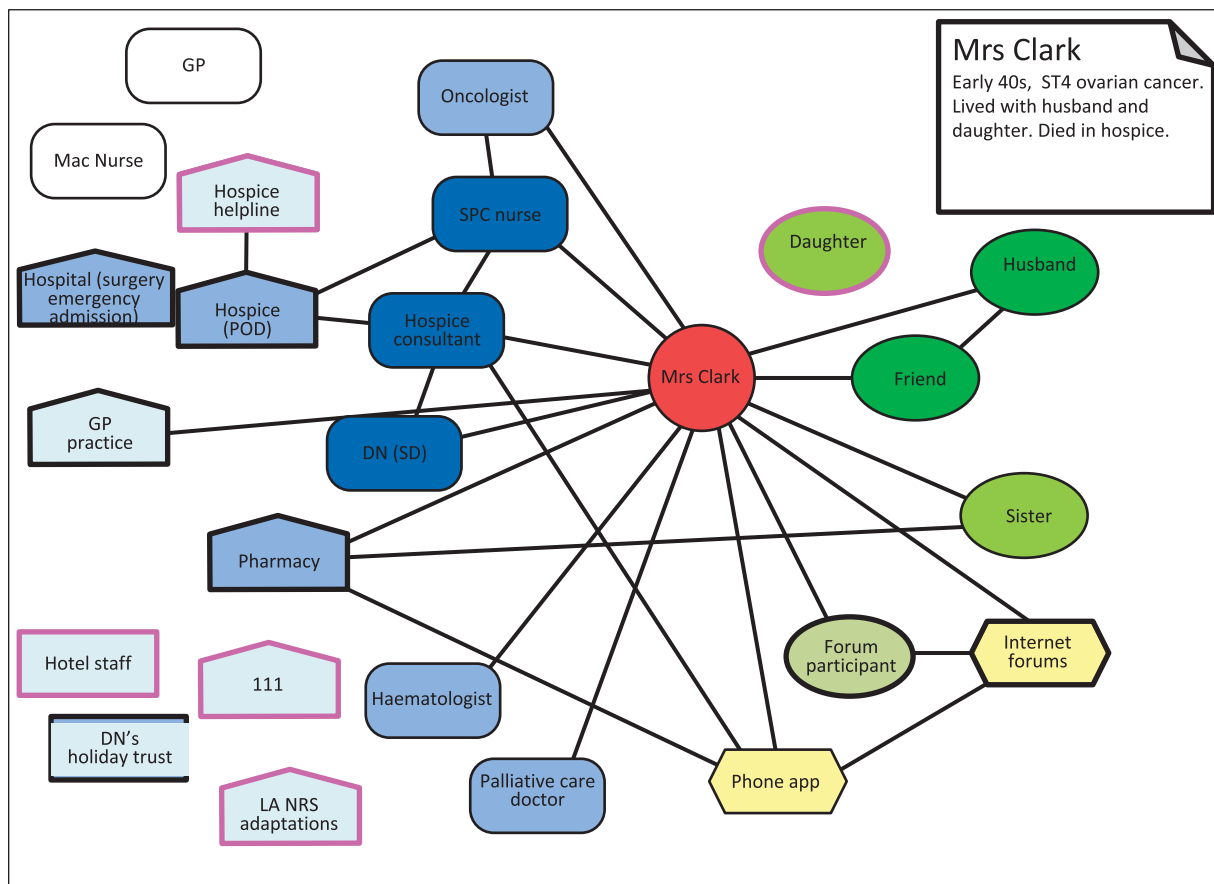 GP
Mac Nurse
Hospice
helpline
Hospital (surgery
emergency
admission)
Hospice
(POD)
GP
practice
Oncologist
SPC nurse
Hospice
consultant
DN (SD)
Pharmacy
Mrs Clark
Mrs Clark
Early 40s, ST4 ovarian cancer.
Lived with husband and
daughter. Died in hospice.
Daughter
Husband
Friend
Sister
Forum
participant
Internet
forums
Phone app
Haematologist
Palliative care
doctor
Hotel staff
111
DN’s
holiday trust
LA NRS
adaptations